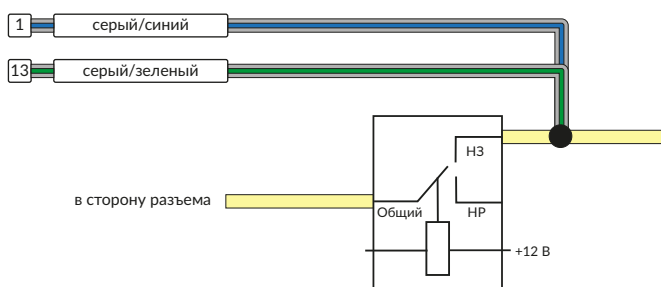 1 серый/синий
13 серый/зеленый
НЗ
в сторону разъема
Общий НР
+12 В